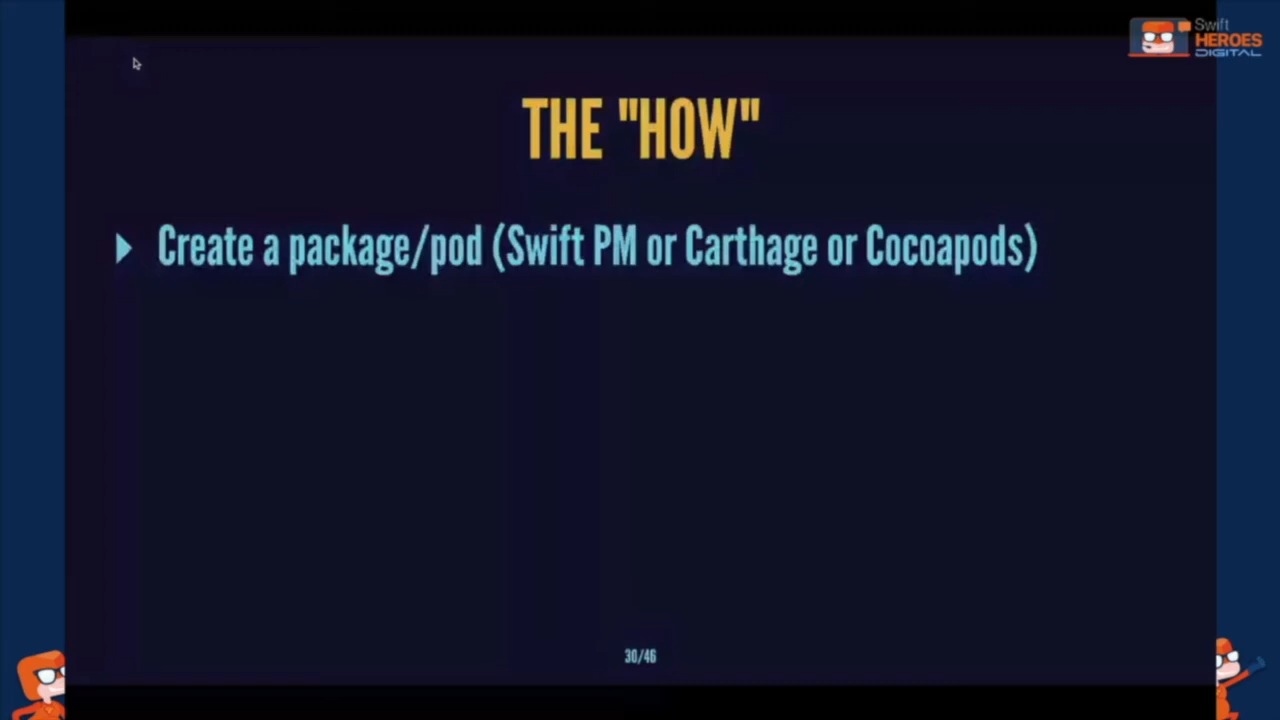 Swift
HEROES
DIGITAL
THE "HOW"
Create a package/pod (Swift PM or Carthage or Cocoapods)
30/46